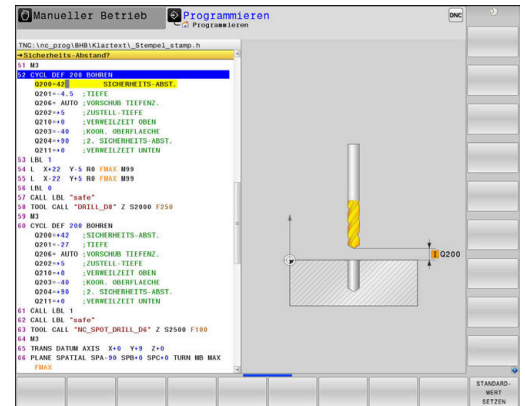 Manueller Betrieb
Programmieren
Programmieren
DNC
TNC:\nc_prog\BHB\Klartext\_Stempel_stamp.h
→Sicherheits-Abstand?
51 M3
52 CYCL DEF 200 BOHREN
Q200=42 SICHERHEITS-ABST.
Q201=-4.5 ;TIEFE
Q206= AUTO ;VORSCHUB TIEFENZ.
Q202=+5 ;ZUSTELL-TIEFE
Q210=+0 ;VERWEILZEIT OBEN
Q203=-40 ;KOOR. OBERFLAECHE
Q204=+90 ;2. SICHERHEITS-ABST.
Q211=+0 ;VERWEILZEIT UNTEN
53 LBL 1
54 L X+22 Y-5 R0 FMAX M99
55 L X-22 Y+5 R0 FMAX M99
56 LBL 0
57 CALL LBL "safe"
58 TOOL CALL "DRILL_D8" Z S2000 F250
59 M3
60 CYCL DEF 200 BOHREN
Q200=+42 ;SICHERHEITS-ABST.
Q201=-27 ;TIEFE
Q206= AUTO ;VORSCHUB TIEFENZ.
Q202=+5 ;ZUSTELL-TIEFE
Q210=+0 ;VERWEILZEIT OBEN
Q203=-40 ;KOOR. OBERFLAECHE
Q204=+90 ;2. SICHERHEITS-ABST.
Q211=+0 ;VERWEILZEIT UNTEN
61 CALL LBL 1
62 CALL LBL "safe"
63 TOOL CALL "NC_SPOT_DRILL_D6" Z S2500 F100
64 M3
65 TRANS DATUM AXIS X+0 Y+9 Z+0
66 PLANE SPATIAL SPA-90 SPB+0 SPC+0 TURN MB MAX
FMAX
Q200
STANDARD-
WERT
SETZEN